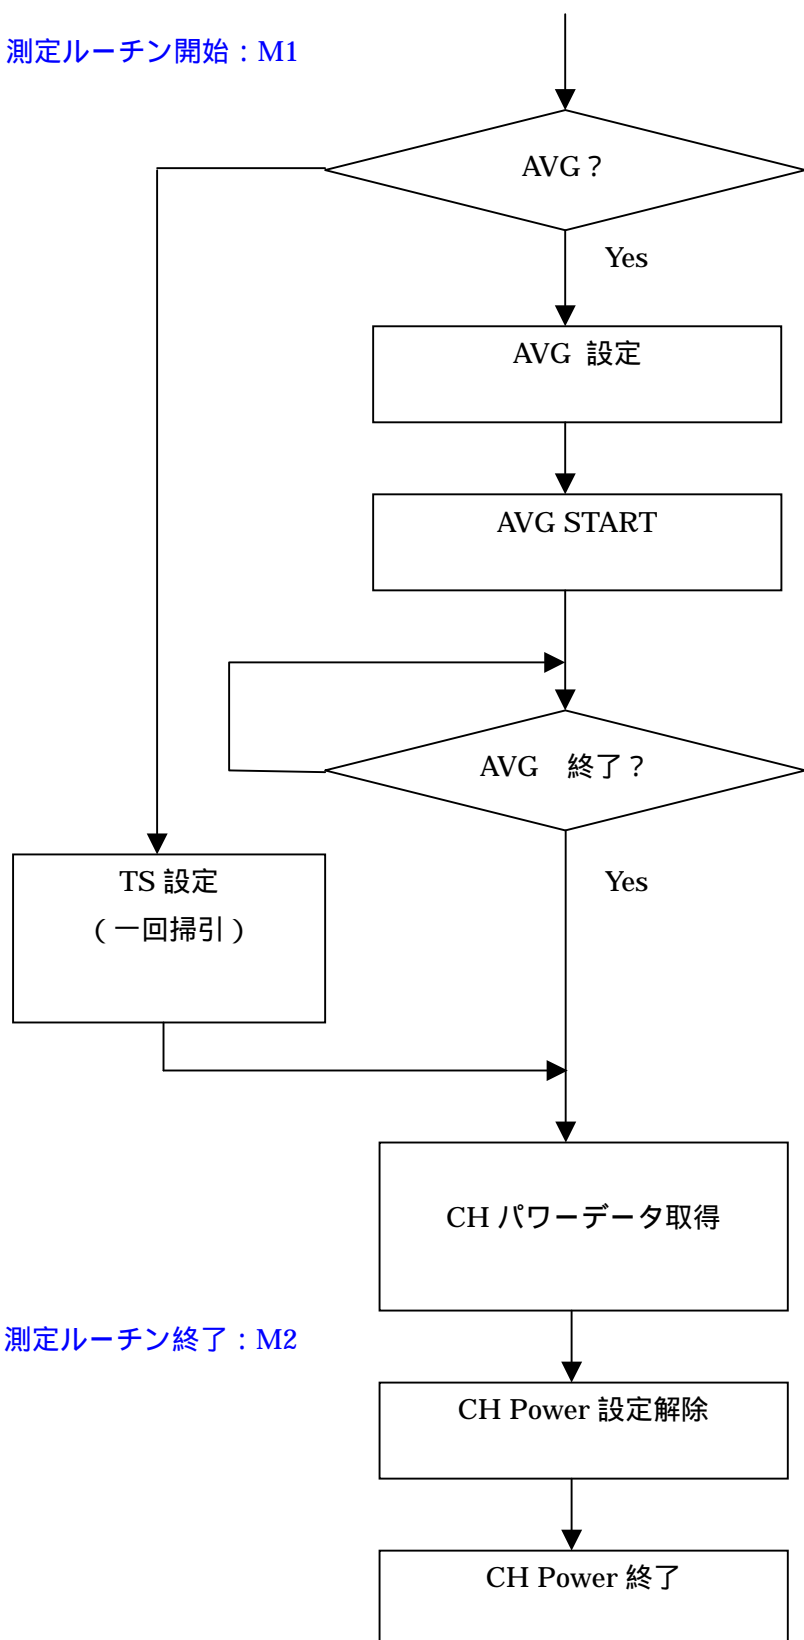 測定ルーチン開始：M1
AVG？
Yes
AVG 設定
AVG START
AVG　終了？
TS 設定
（一回掃引）
Yes
CH パワーデータ取得
測定ルーチン終了：M2
CH Power 設定解除
CH Power 終了